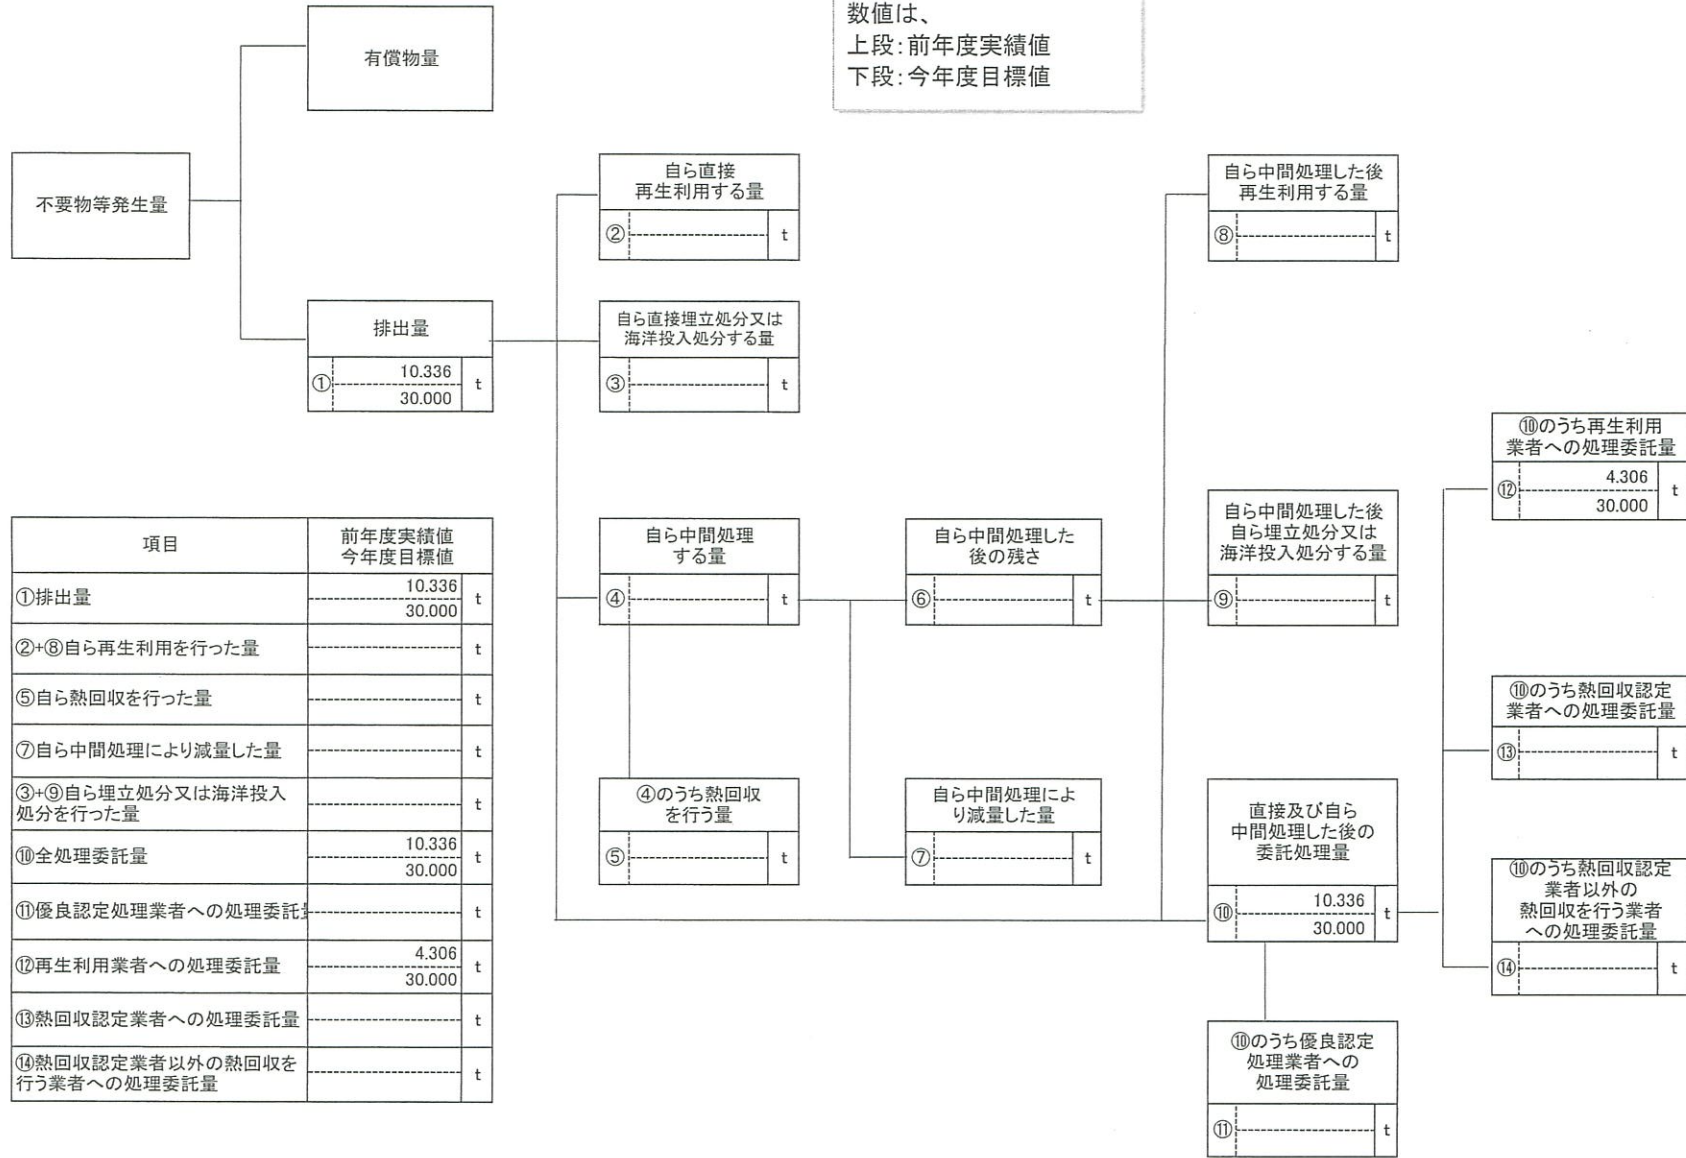 数値は、
上段:前年度実績値
下段:今年度目標値
有償物量
不要物等発生量
排出量
① 10.336 t
30.000
自ら直接
再生利用する量
② t
自ら直接埋立処分又は
海洋投入処分する量
③ t
自ら中間処理
する量
④ t
④のうち熱回収
を行う量
⑤ t
自ら中間処理した
後の残さ
⑥ t
自ら中間処理によ
り減量した量
⑦ t
自ら中間処理した後
再生利用する量
⑧ t
自ら中間処理した後
自ら埋立処分又は
海洋投入処分する量
⑨ t
直接及び自ら
中間処理した後の
委託処理量
⑩ 10.336 t
30.000
⑩のうち優良認定
処理業者への
処理委託量
⑪ t
⑩のうち再生利用
業者への処理委託量
⑫ 4.306 t
30.000
⑩のうち熱回収認定
業者への処理委託量
⑬ t
⑩のうち熱回収認定
業者以外の
熱回収を行う業者
への処理委託量
⑭ t
項目 前年度実績値
今年度目標値
①排出量 10.336 t
30.000
②+⑧自ら再生利用を行った量 t
⑤自ら熱回収を行った量 t
⑦自ら中間処理により減量した量 t
③+⑨自ら埋立処分又は海洋投入
処分を行った量 t
⑩全処理委託量 10.336 t
30.000
⑪優良認定処理業者への処理委託 t
⑫再生利用業者への処理委託量 4.306 t
30.000
⑬熱回収認定業者への処理委託量 t
⑭熱回収認定業者以外の熱回収を
行う業者への処理委託量 t